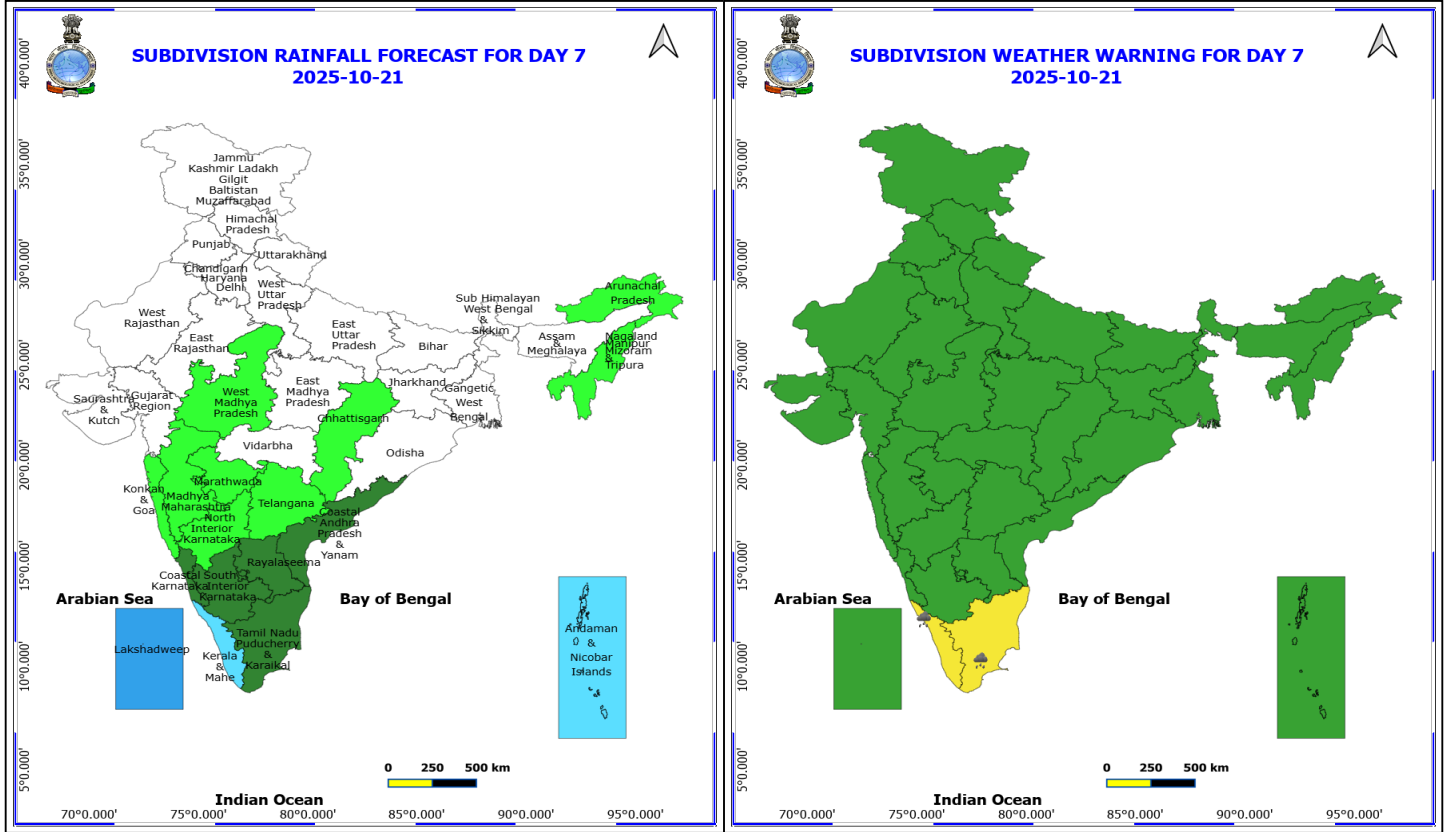 SUBDIVISION RAINFALL FORECAST FOR DAY 7
2025-10-21
40°0.000'
35°0.000'
30°0.000'
25°0.000'
20°0.000'
15°0.000'
10°0.000'
5°0.000'
Jammu
Kashmir Ladakh
Gilgit
Baltistan
Muzaffarabad
Himachal
Pradesh
Punjab
Uttarakhand
Chandigarh
Haryana
Delhi
West
Uttar
Pradesh
West
Rajasthan
East
Rajasthan
East
Uttar
Pradesh
Bihar
Sub Himalayan
West Bengal
&
Sikkim
Assam
&
Meghalaya
Arunachal
Pradesh
Nagaland
Manipur
Mizoram
&
Tripura
Saurashtra
&
Kutch
Gujarat
Region
West
Madhya
Pradesh
East
Madhya
Pradesh
Jharkhand
Gangetic
West
Bengal
Chhattisgarh
Vidarbha
Odisha
Konkan
&
Goa
Madhya
Maharashtra
Marathwada
Telangana
North
Interior
Karnataka
Coastal
Andhra
Pradesh
&
Yanam
Rayalaseema
Coastal
Karnataka
South
Interior
Karnataka
Arabian Sea
Bay of Bengal
Lakshadweep
Kerala
&
Mahe
Tamil Nadu
Puducherry
&
Karaikal
Andaman
&
Nicobar
Islands
0 250 500 km
Indian Ocean
70°0.000' 75°0.000' 80°0.000' 85°0.000' 90°0.000' 95°0.000'
SUBDIVISION WEATHER WARNING FOR DAY 7
2025-10-21
40°0.000'
35°0.000'
30°0.000'
25°0.000'
20°0.000'
15°0.000'
10°0.000'
5°0.000'
Arabian Sea
Bay of Bengal
0 250 500 km
Indian Ocean
70°0.000' 75°0.000' 80°0.000' 85°0.000' 90°0.000' 95°0.000'